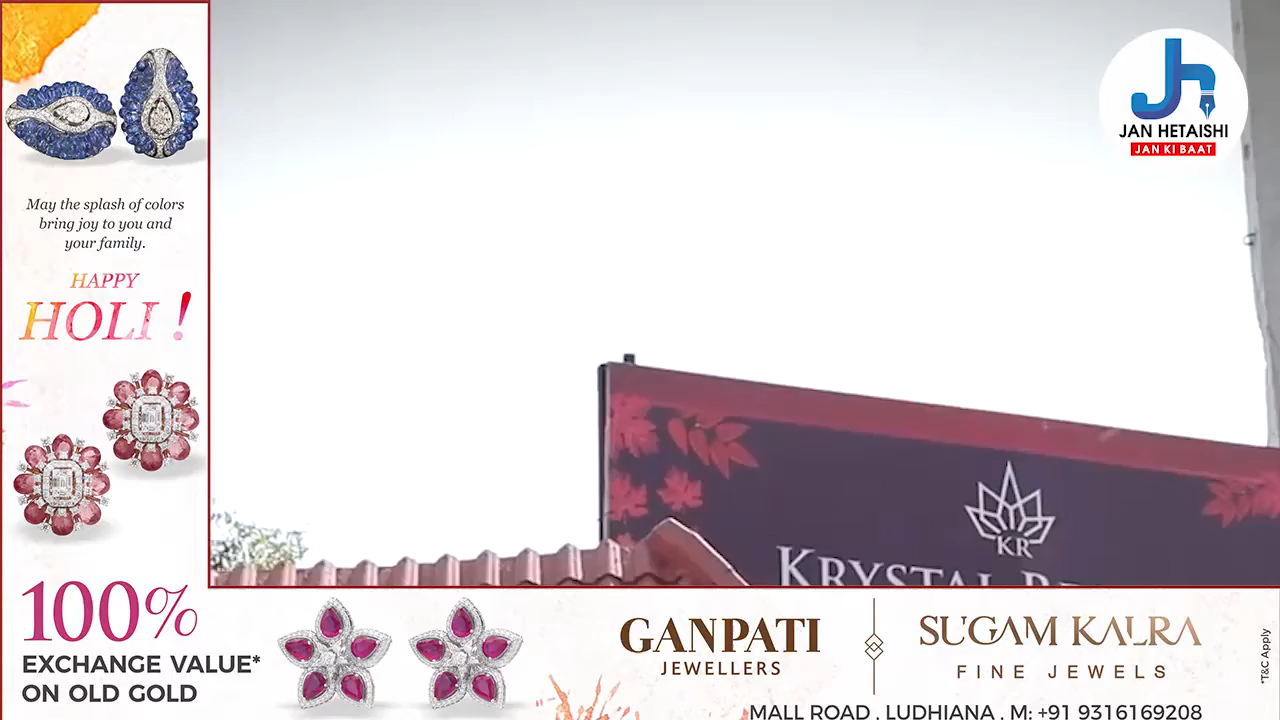 JAN HETAISHI
JAN KI BAAT
May the splash of colors
bring joy to you and
your family.
HAPPY
HOLI !
KR
KRYSTAL
100%
EXCHANGE VALUE*
ON OLD GOLD
GANPATI
JEWELLERS
SUGAM KALRA
FINE JEWELS
*T&C Apply
MALL ROAD , LUDHIANA , M: +91 9316169208